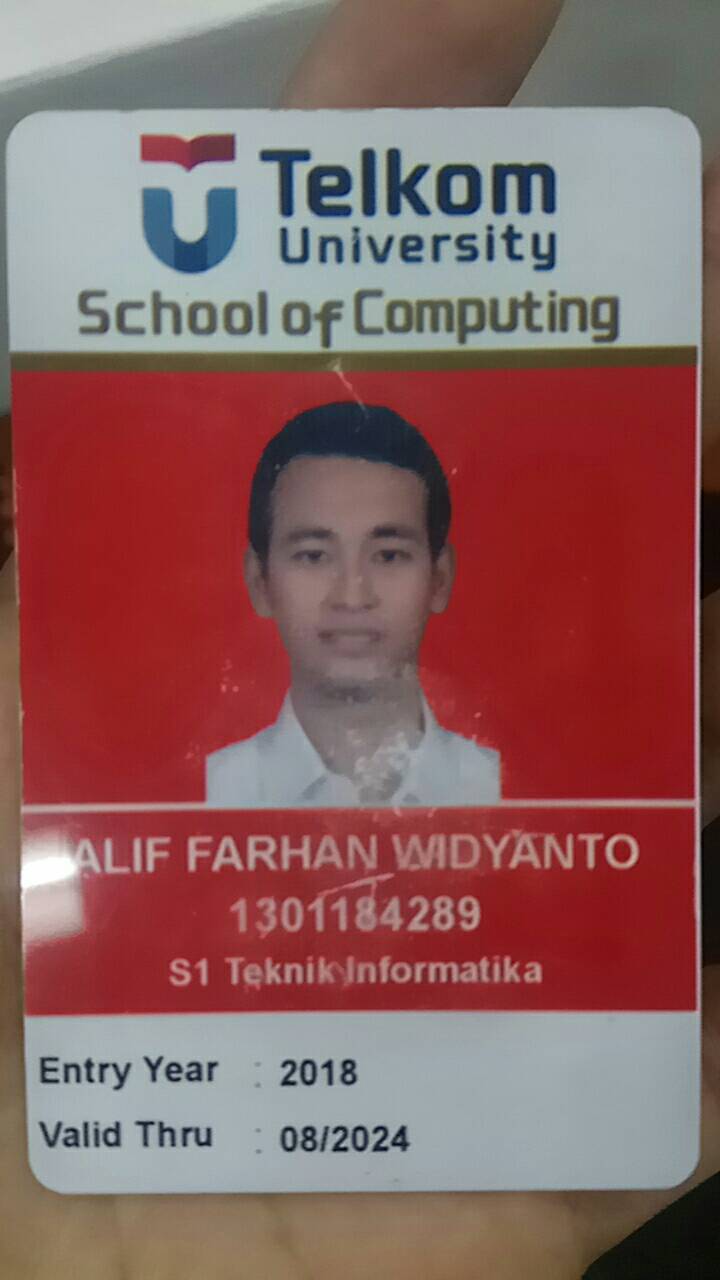 Telkom
University
School of Computing
ALIF FARHAN WIDYANTO
1301184289
S1 Teknik Informatika
Entry Year : 2018
Valid Thru : 08/2024